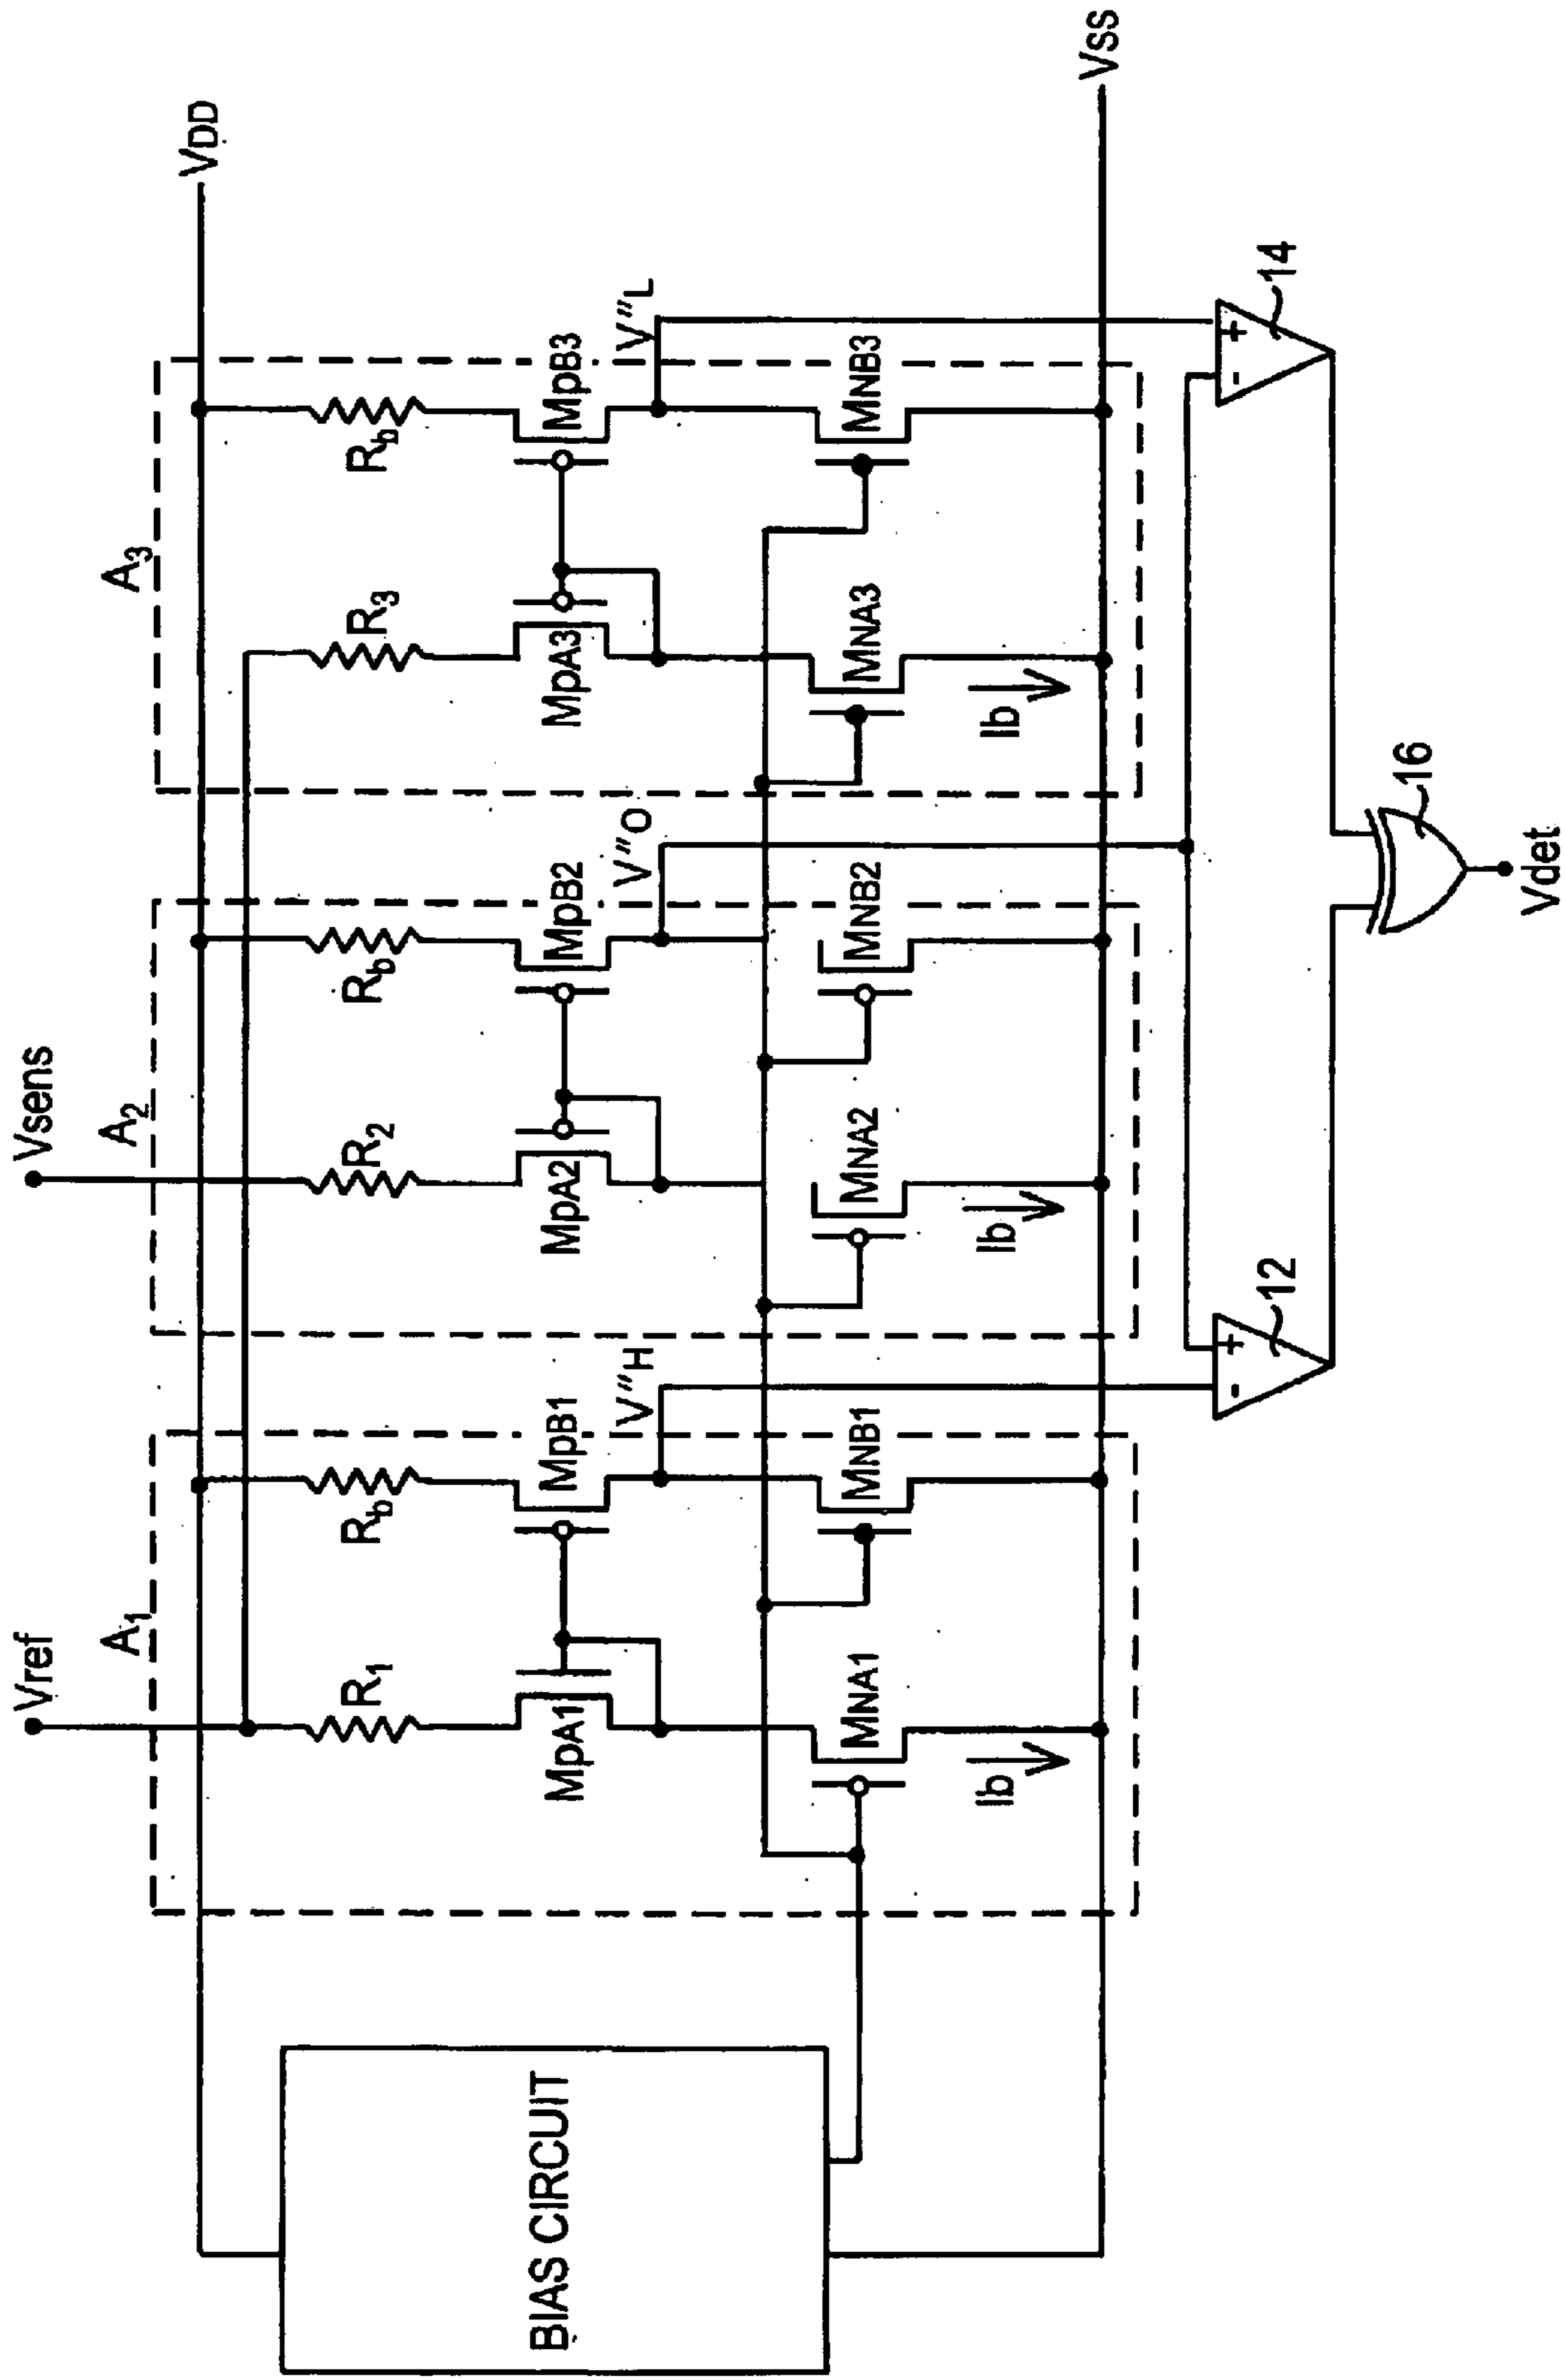 Vref
Vsens
A1
A2
A3
VDD
R1
Rb
R2
Rb
R3
Rb
MpA1
MpB1
MpA2
MpB2
MpA3
MpB3
V"H
V"O
V"L
BIAS CIRCUIT
MNA1
MNB1
MNA2
MNB2
MNA3
MNB3
Ib
Ib
Ib
Vss
- +
12
- +
14
16
Vdet